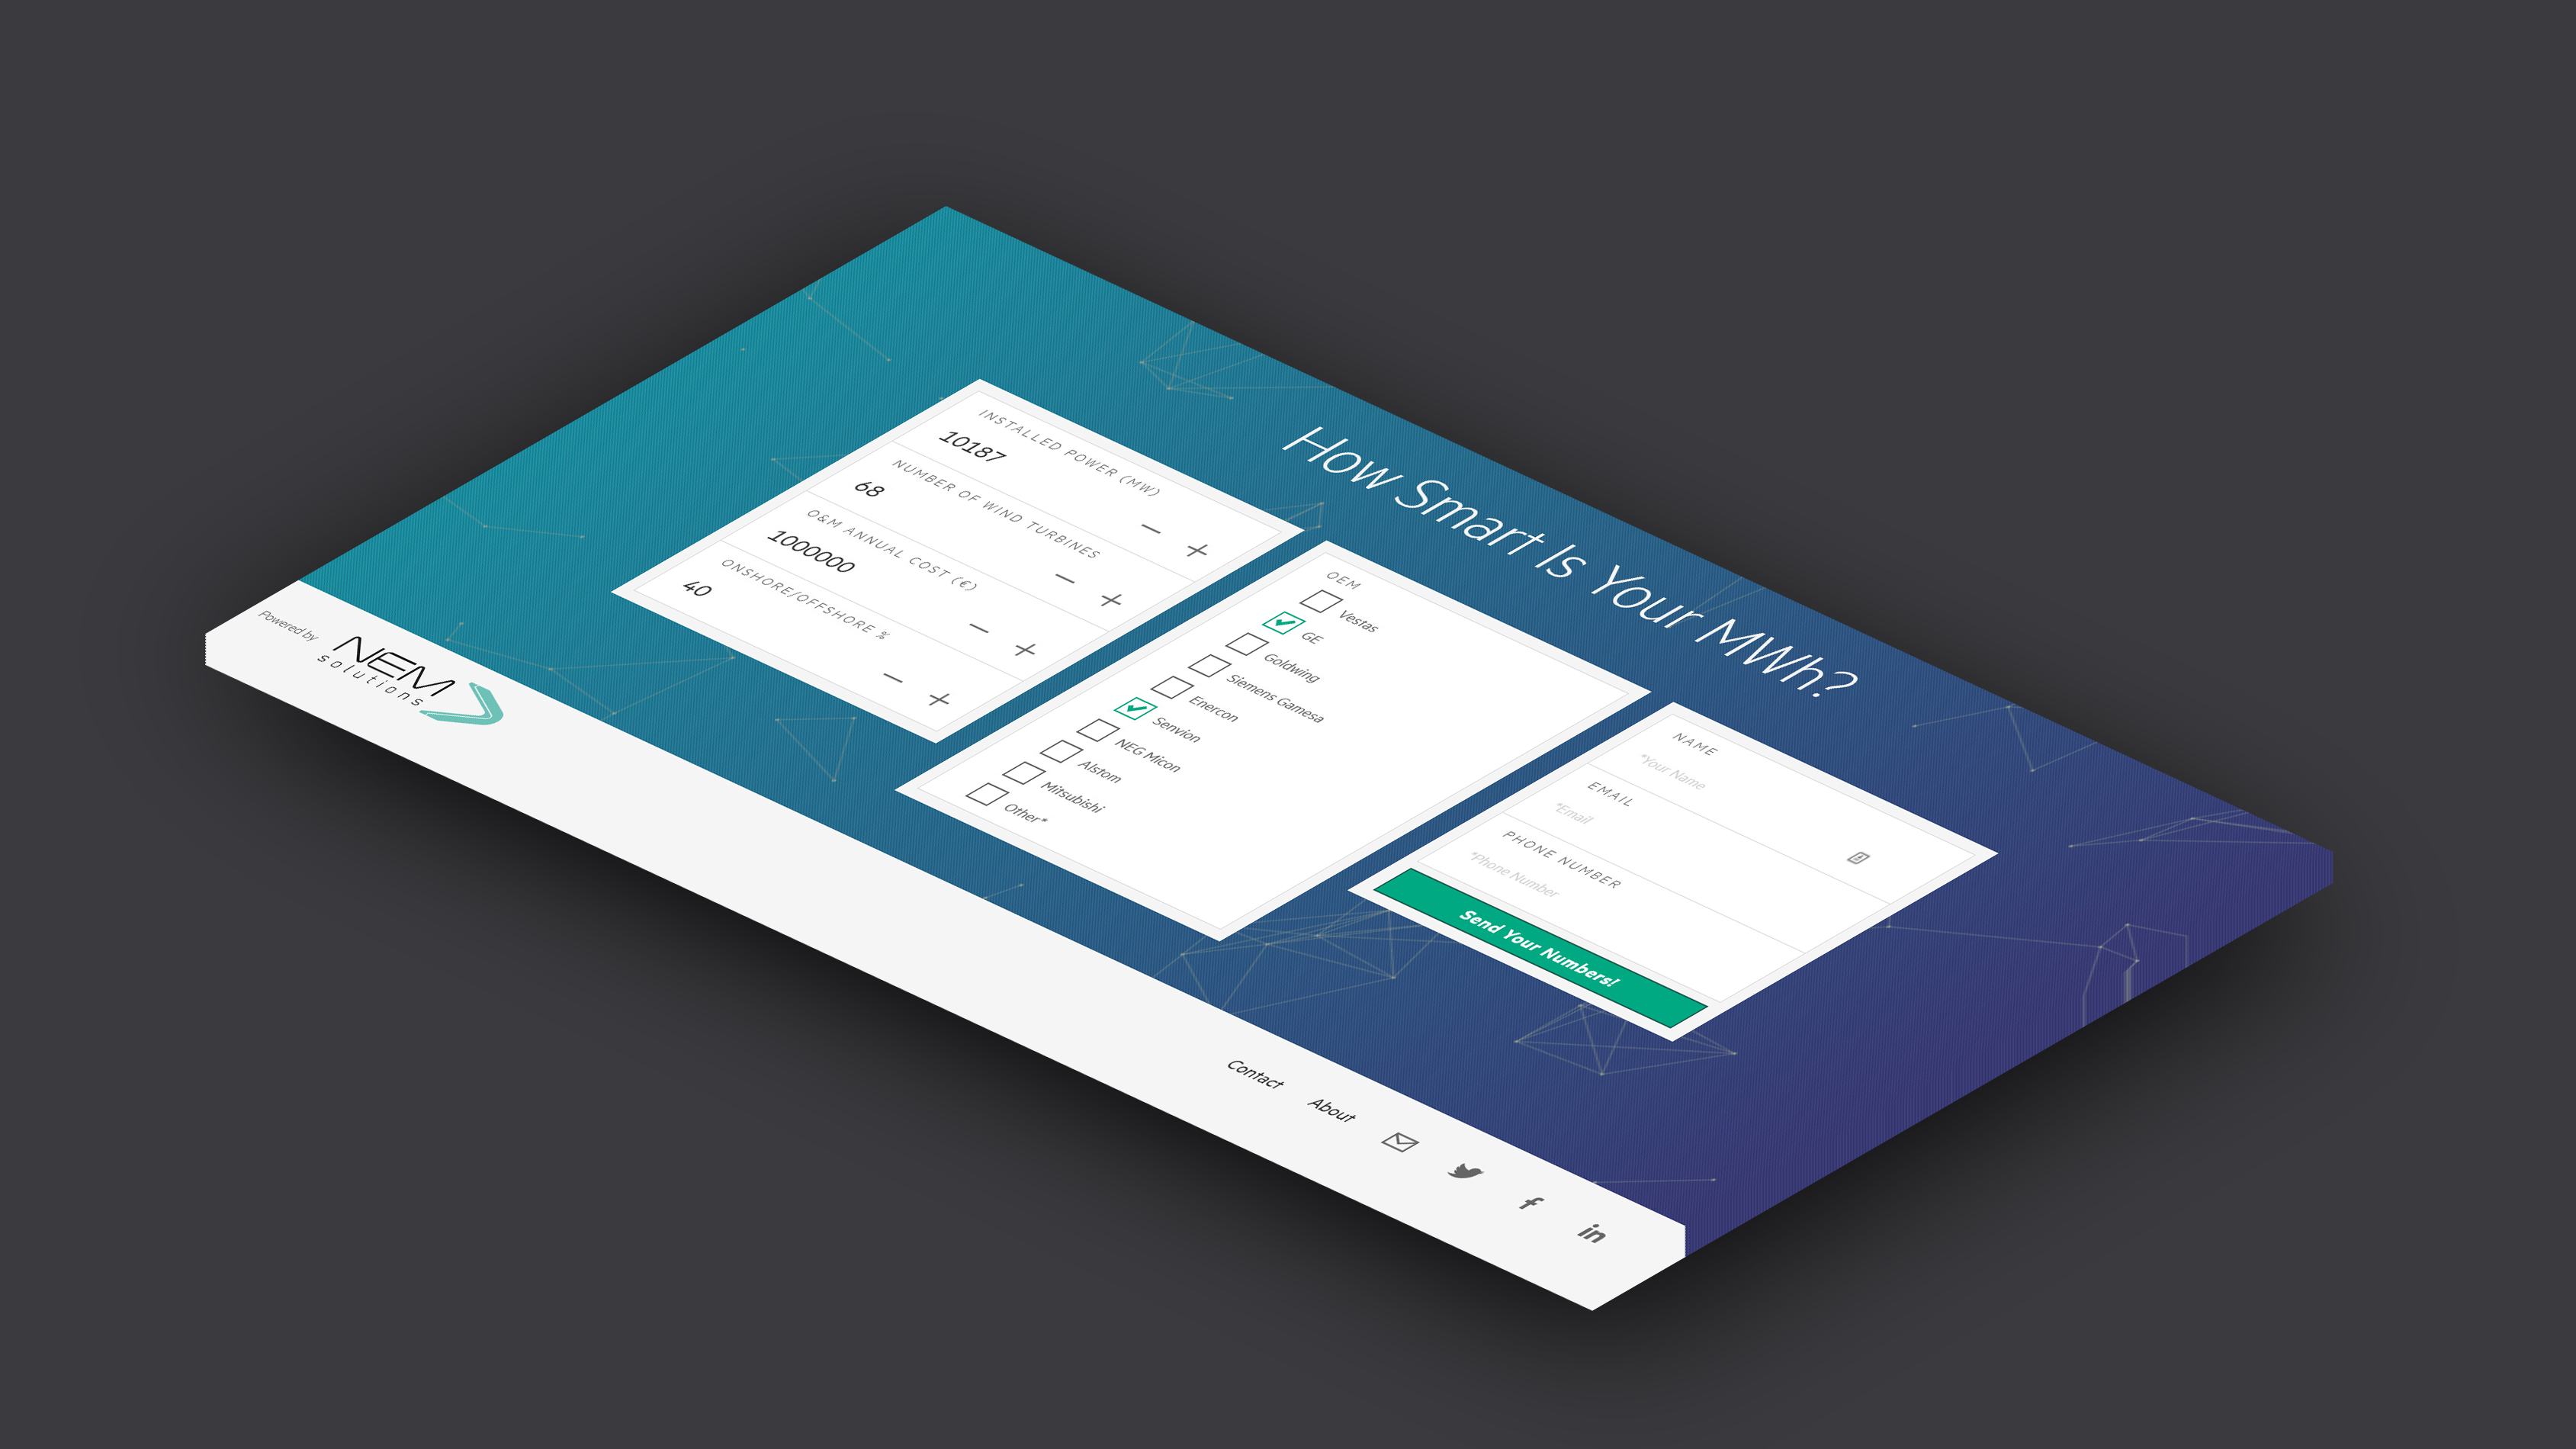 How Smart Is Your MWh?
INSTALLED POWER (MW)
10187
NUMBER OF WIND TURBINES
68
O&M ANNUAL COST (€)
1000000
ONSHORE/OFFSHORE %
40
OEM
Vestas
GE
Goldwing
Siemens Gamesa
Enercon
Senvion
NEG Micon
Alstom
Mitsubishi
Other*
NAME
*Your Name
EMAIL
*Email
PHONE NUMBER
*Phone Number
Send Your Numbers!
Powered by
NEM
solutions
Contact
About